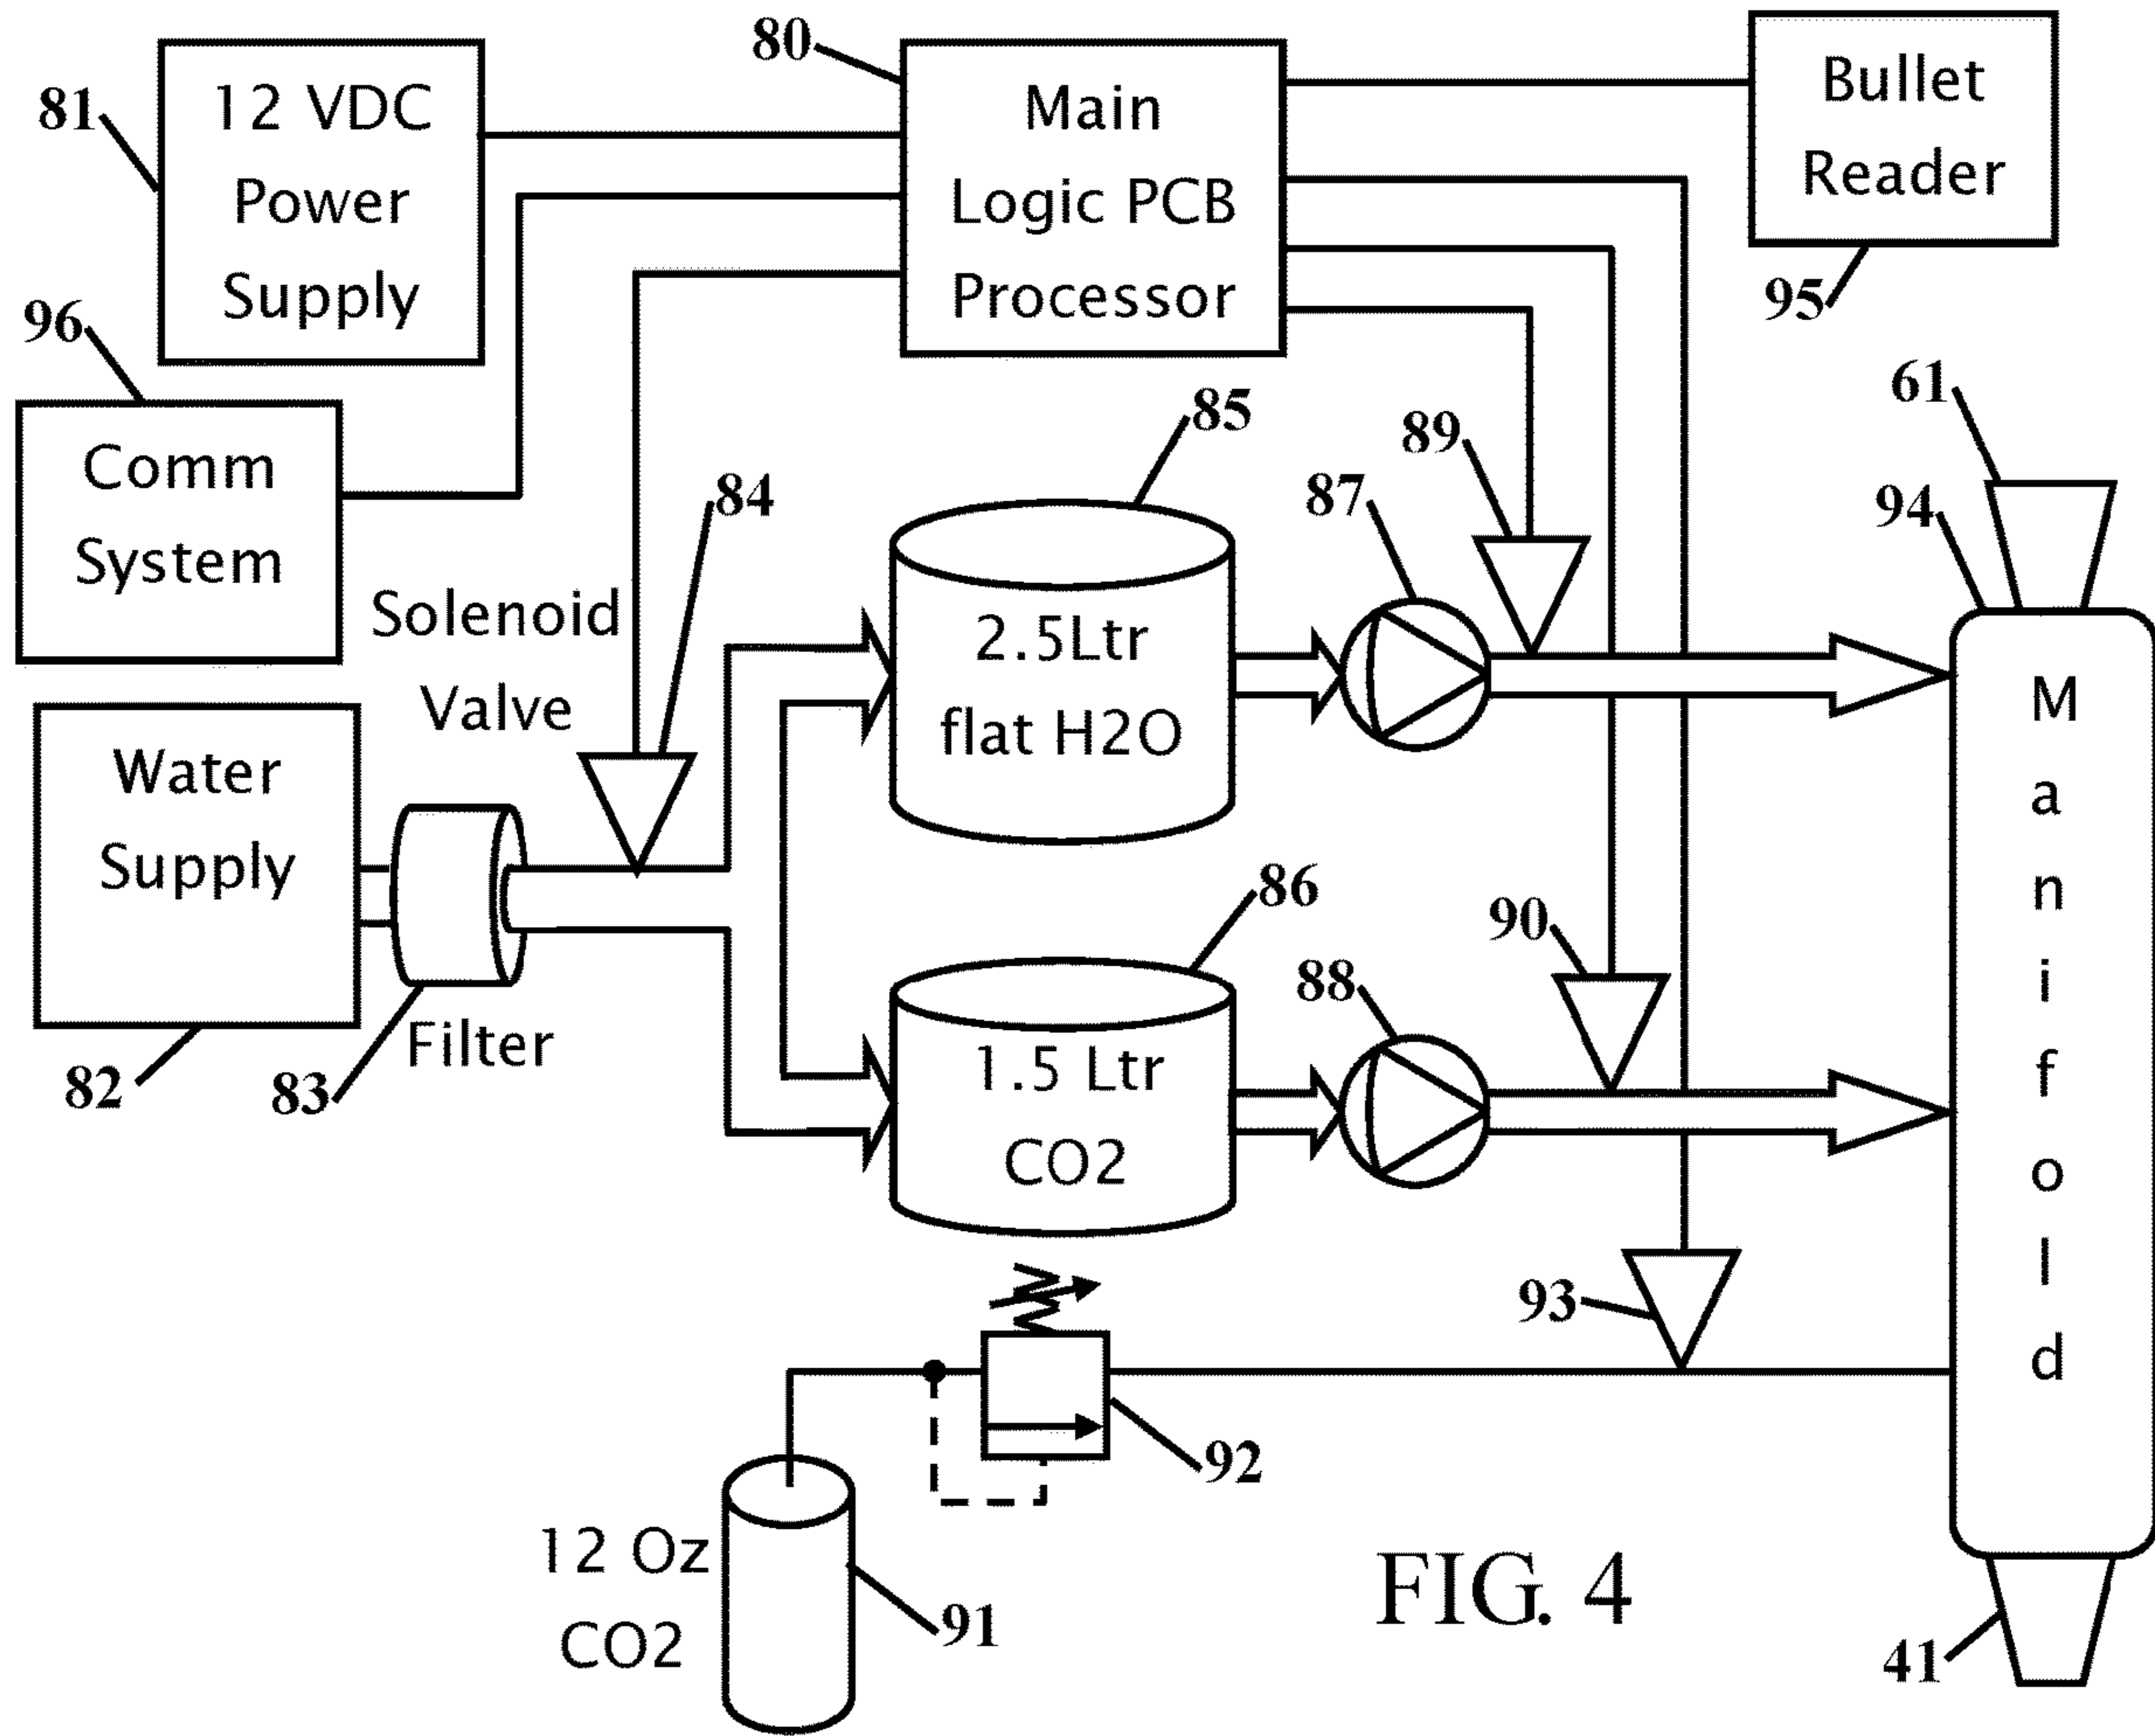 80
81
12 VDC
Power
Supply
Main
Logic PCB
Processor
Bullet
Reader
95
96
Comm
System
61
94
85
89
87
84
Solenoid
Valve
2.5Ltr
flat H2O
Water
Supply
82
83
Filter
86
90
88
1.5 Ltr
CO2
93
92
12 Oz
CO2
91
M
a
n
i
f
o
l
d
41
FIG. 4